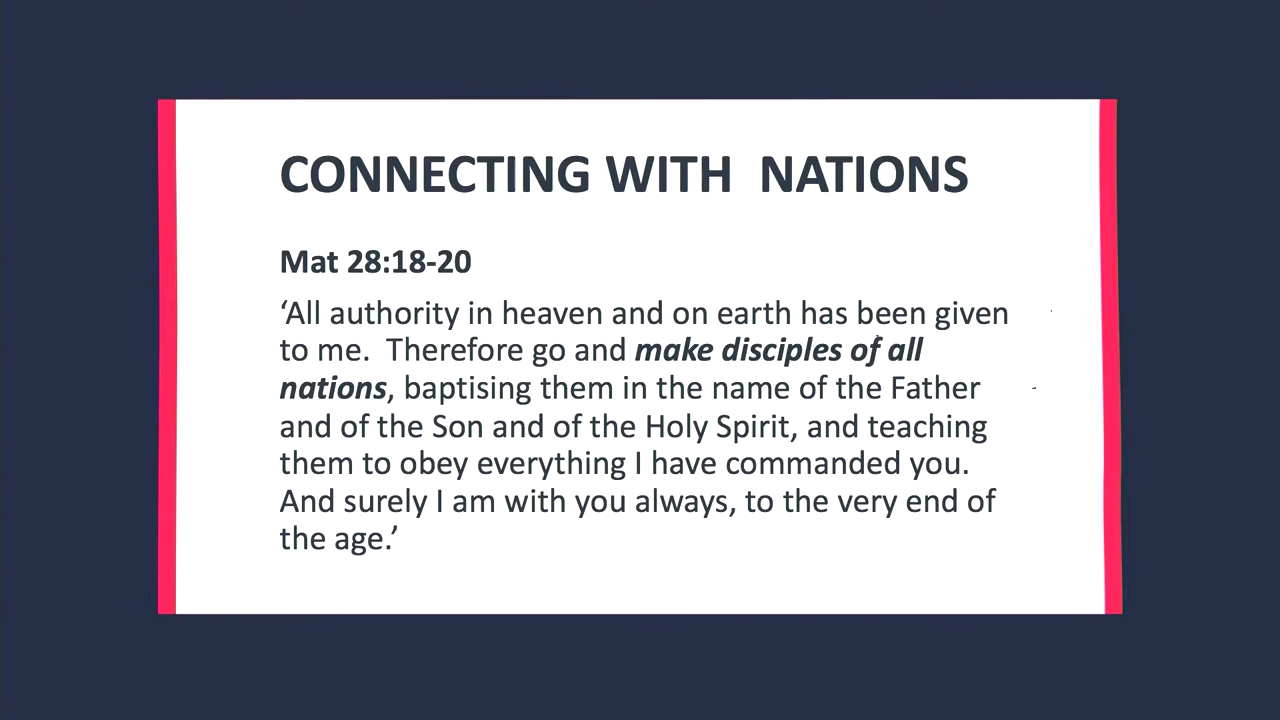 CONNECTING WITH  NATIONS
Mat 28:18-20
‘All authority in heaven and on earth has been given
to me.  Therefore go and make disciples of all
nations, baptising them in the name of the Father
and of the Son and of the Holy Spirit, and teaching
them to obey everything I have commanded you.
And surely I am with you always, to the very end of
the age.’